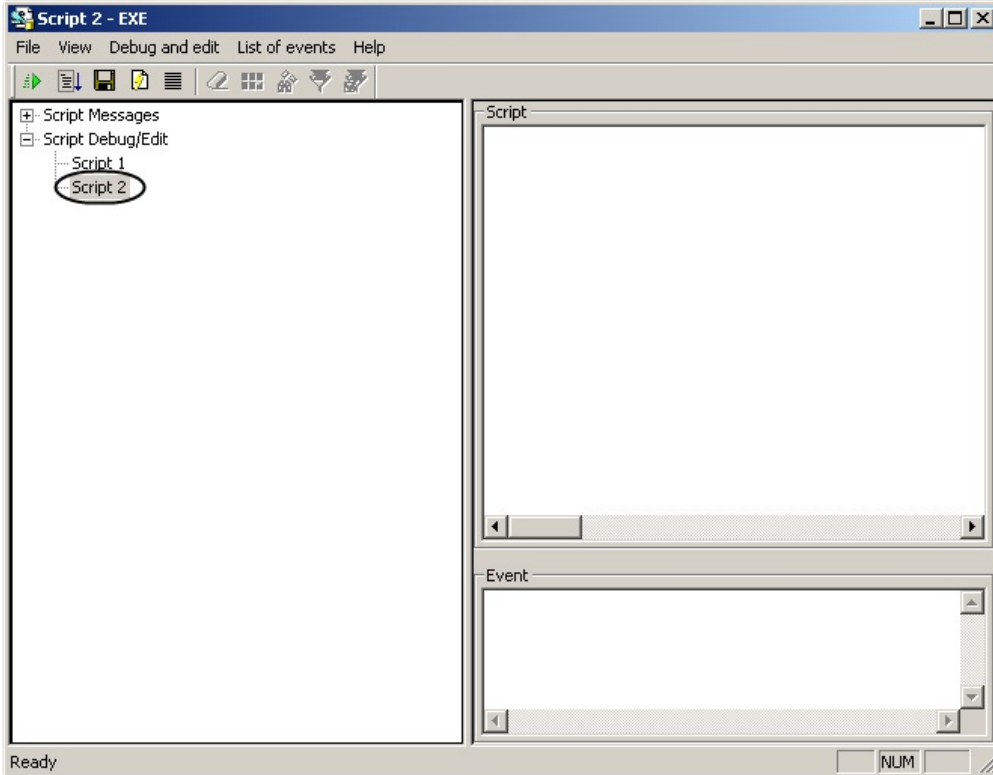 Script 2 - EXE
File View Debug and edit List of events Help
Script Messages
Script Debug/Edit
Script 1
Script 2
Script
Event
Ready
NUM